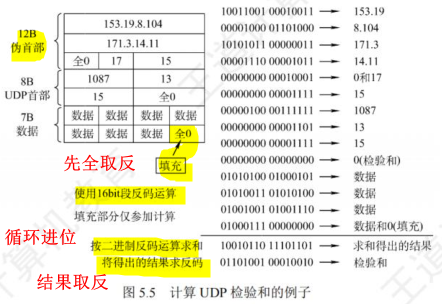 12B
伪首部
153.19.8.104
171.3.14.11
全0 17 15
8B
UDP首部
1087 13
15 全0
7B
数据
数据 数据 数据 数据
数据 数据 数据 全0
填充
先全取反
使用16bit段反码运算
填充部分仅参加计算
循环进位
按二进制反码运算求和
将得出的结果求反码
结果取反
10011001 00010011 → 153.19
00001000 01101000 → 8.104
10101011 00000011 → 171.3
00001110 00001011 → 14.11
00000000 00010001 → 0和17
00000000 00001111 → 15
00000100 00111111 → 1087
00000000 00001101 → 13
00000000 00001111 → 15
00000000 00000000 → 0(检验和)
01010100 01000101 → 数据
01010011 01010100 → 数据
01001001 01001110 → 数据
01000111 00000000 → 数据和0(填充)
10010110 11101101 → 求和得出的结果
01101001 00010010 → 检验和
图 5.5 计算 UDP 检验和的例子